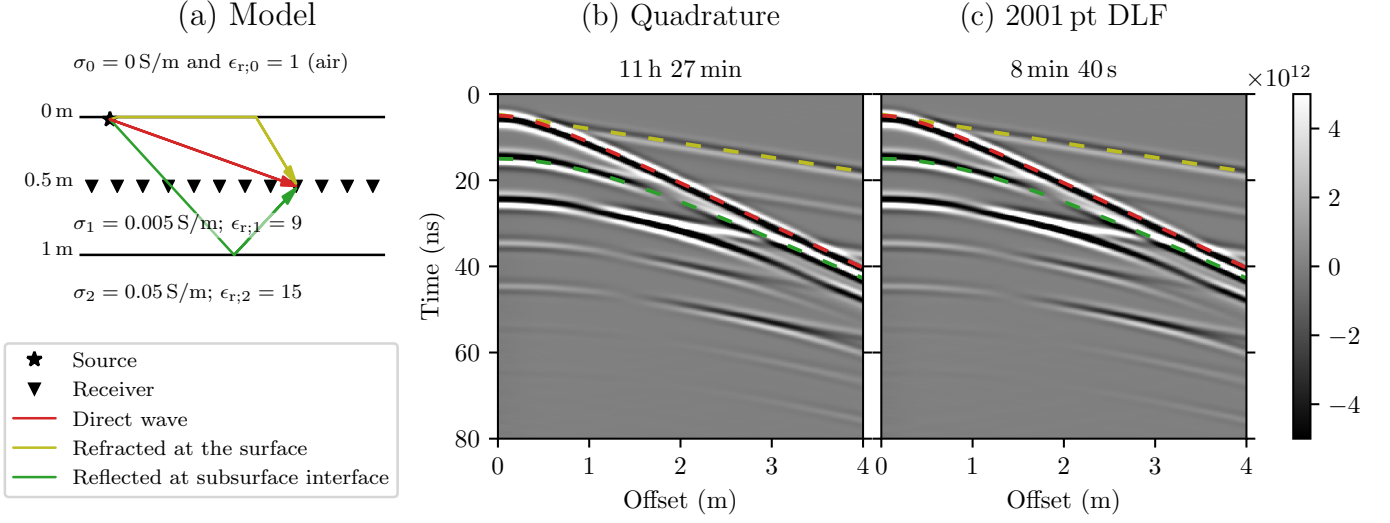 (a) Model
σ₀ = 0 S/m and ϵᵣ;₀ = 1 (air)
0 m
0.5 m
σ₁ = 0.005 S/m; ϵᵣ;₁ = 9
1 m
σ₂ = 0.05 S/m; ϵᵣ;₂ = 15
Source
Receiver
Direct wave
Refracted at the surface
Reflected at subsurface interface
(b) Quadrature
11 h 27 min
Time (ns)
0
20
40
60
80
0 1 2 3 4
Offset (m)
(c) 2001 pt DLF
8 min 40 s
0 1 2 3 4
Offset (m)
×10¹²
4
2
0
−2
−4